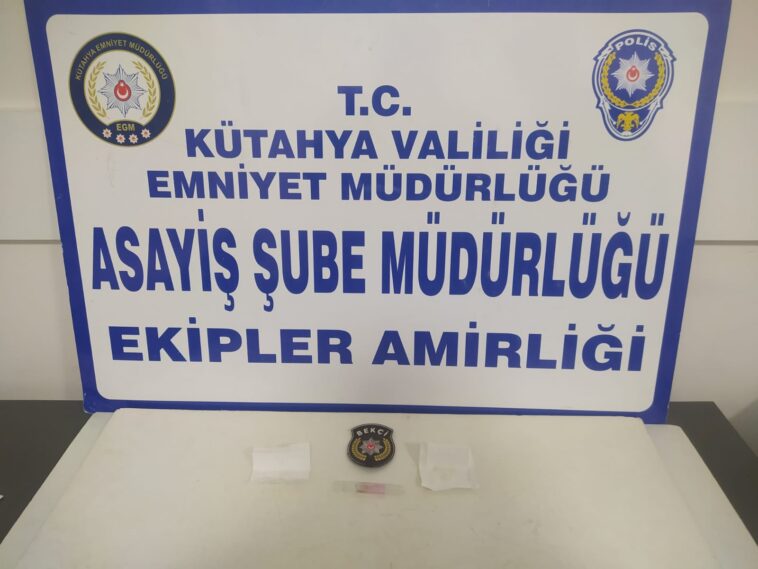 KÜTAHYA EMNİYET MÜDÜRLÜĞÜ
EGM
POLİS
T.C.
KÜTAHYA VALİLİĞİ
EMNİYET MÜDÜRLÜĞÜ
ASAYİŞ ŞUBE MÜDÜRLÜĞÜ
EKİPLER AMİRLİĞİ
BEKÇİ